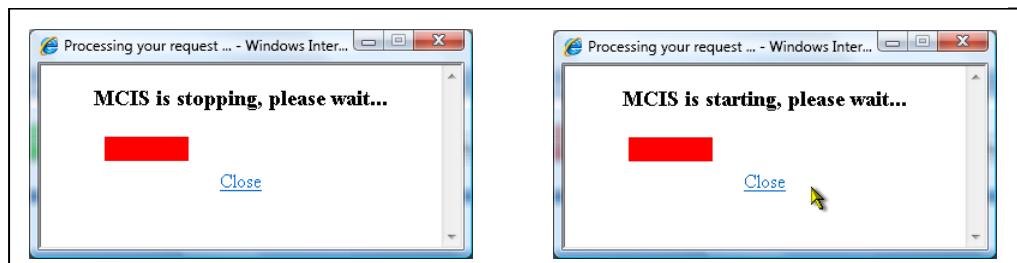 Processing your request ... - Windows Inter...
MCIS is stopping, please wait...
Close
Processing your request ... - Windows Inter...
MCIS is starting, please wait...
Close